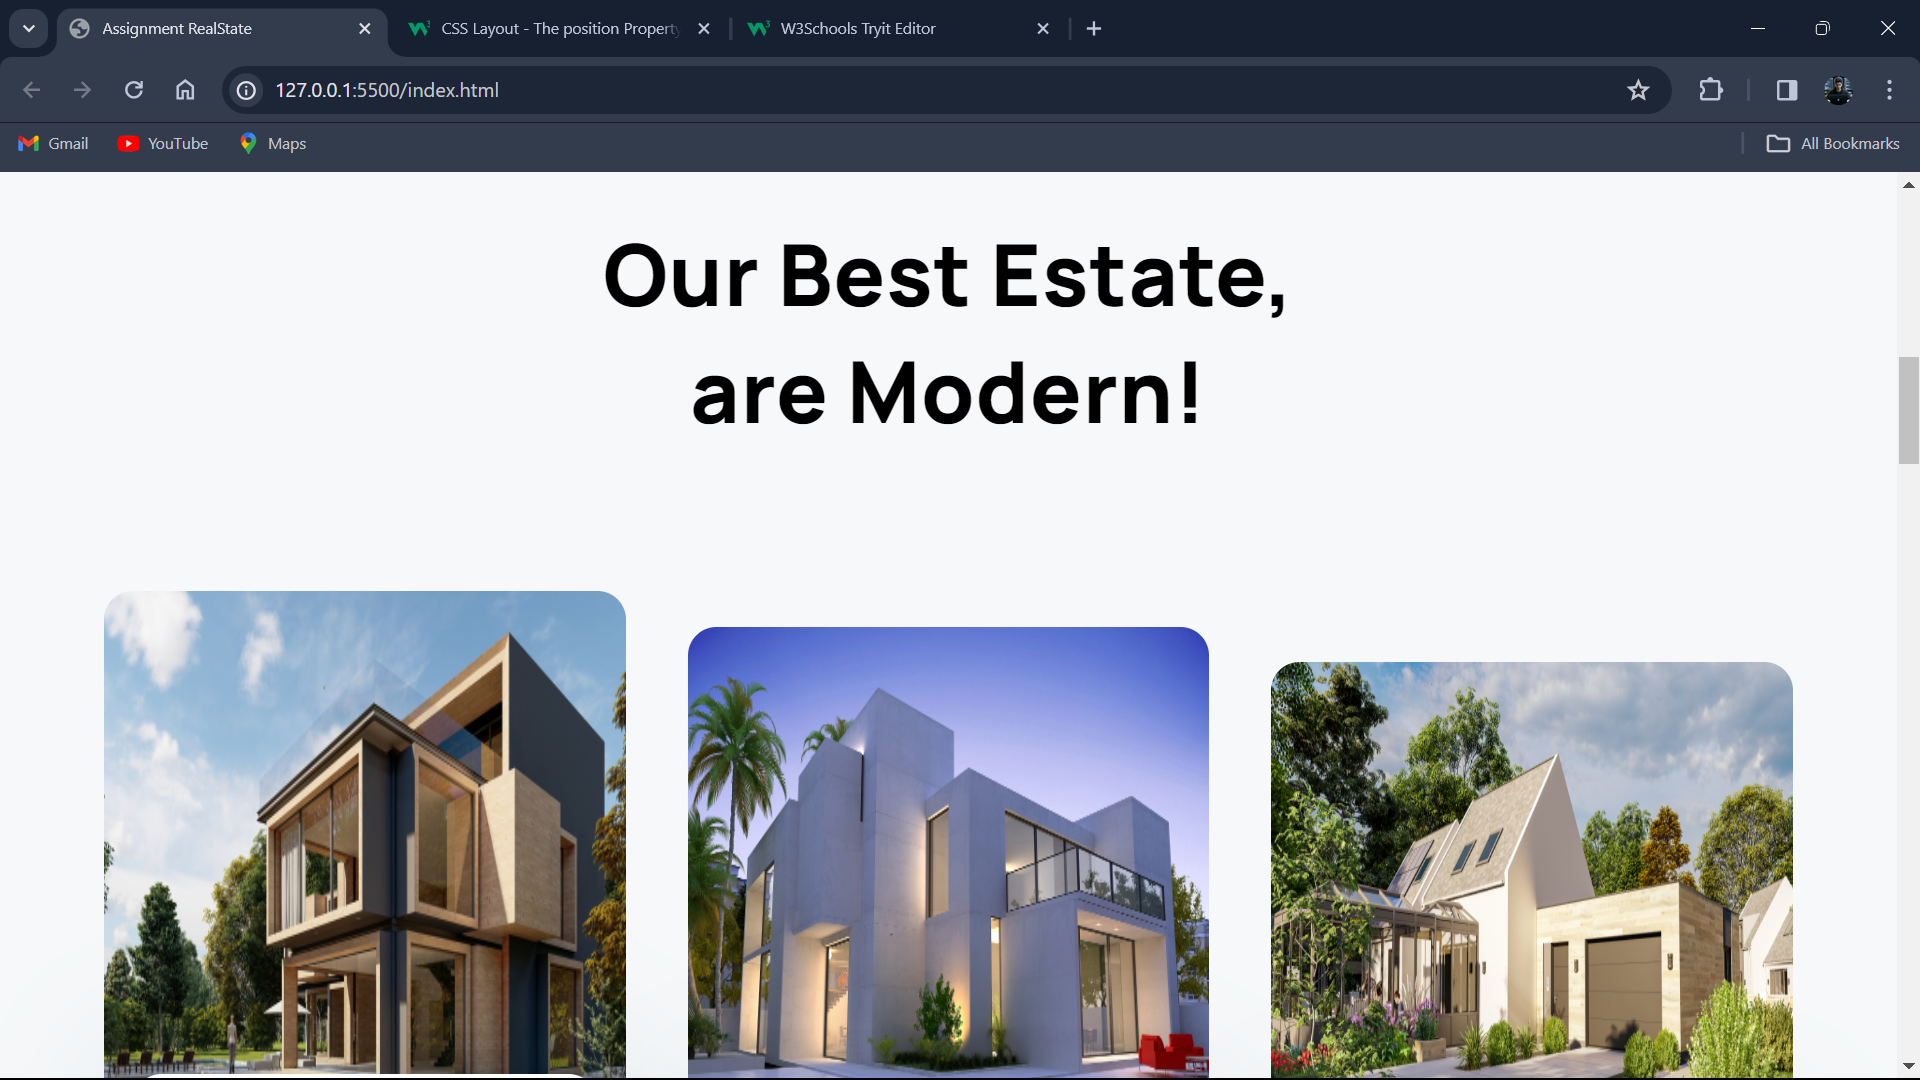 Assignment RealState
CSS Layout - The position Property
W3Schools Tryit Editor
127.0.0.1:5500/index.html
Gmail
YouTube
Maps
All Bookmarks
Our Best Estate,
are Modern!